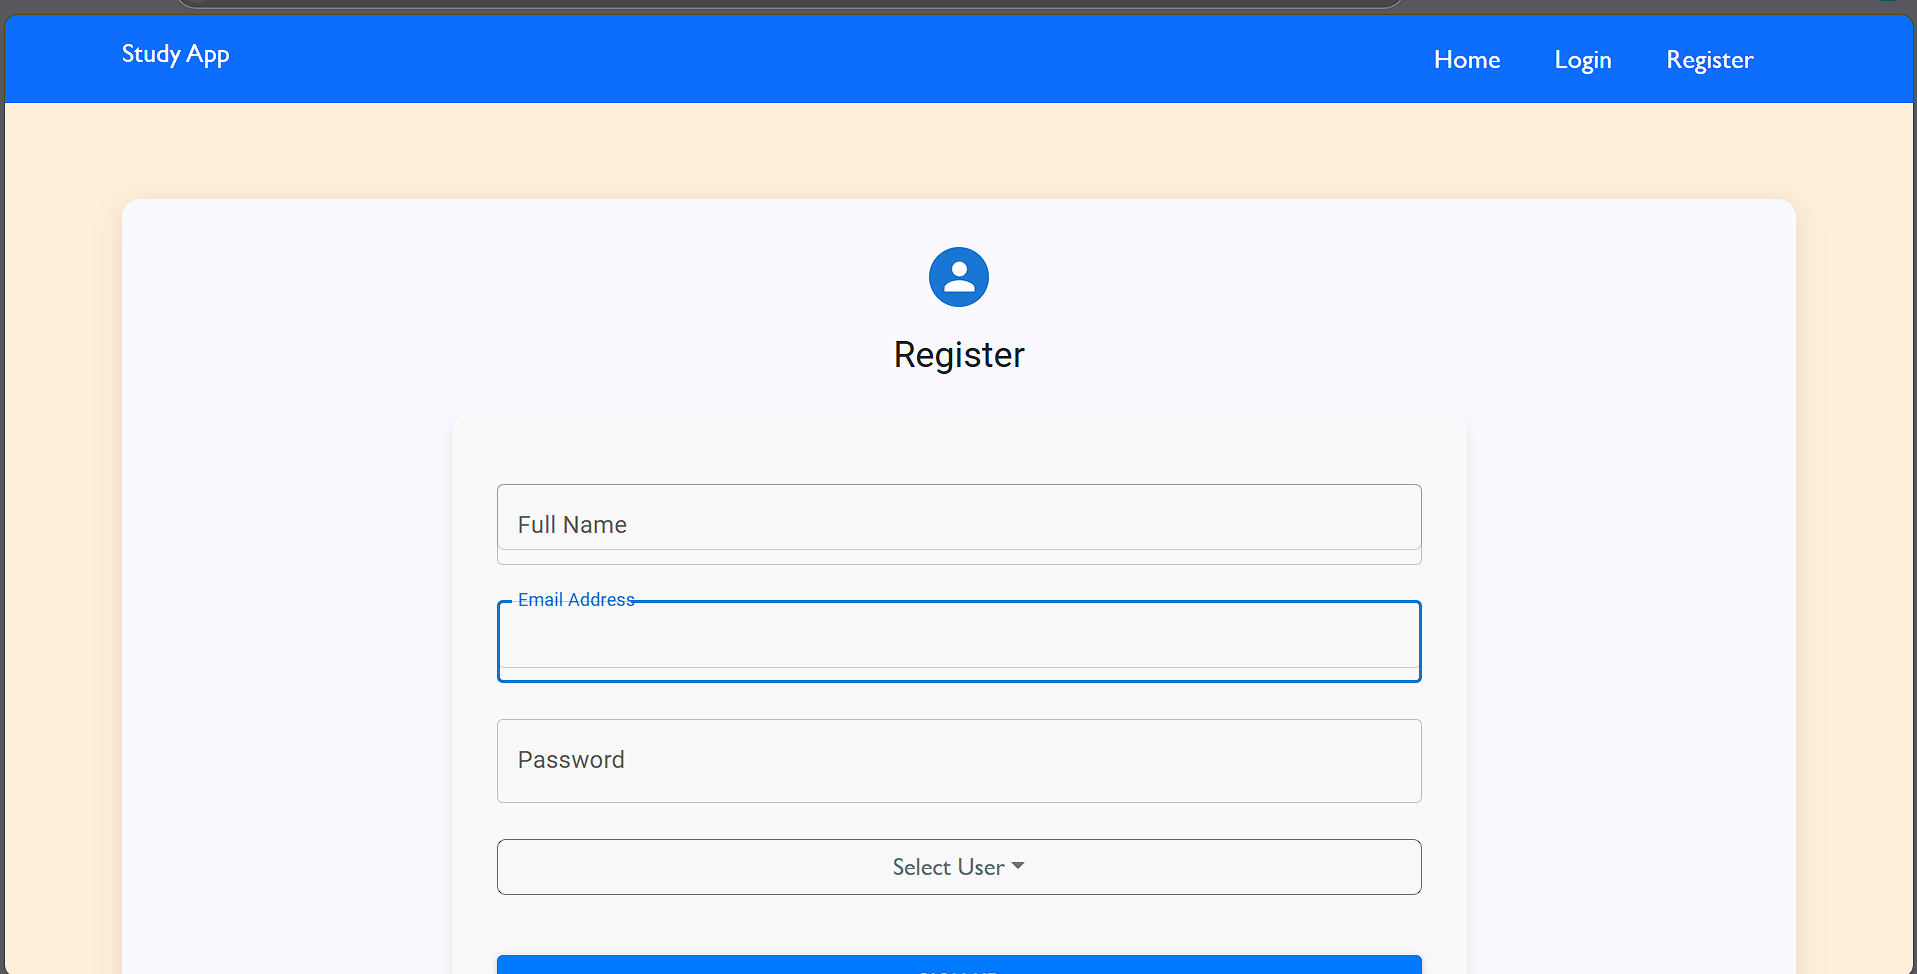 Study App
Home Login Register
Register
Full Name
Email Address
Password
Select User